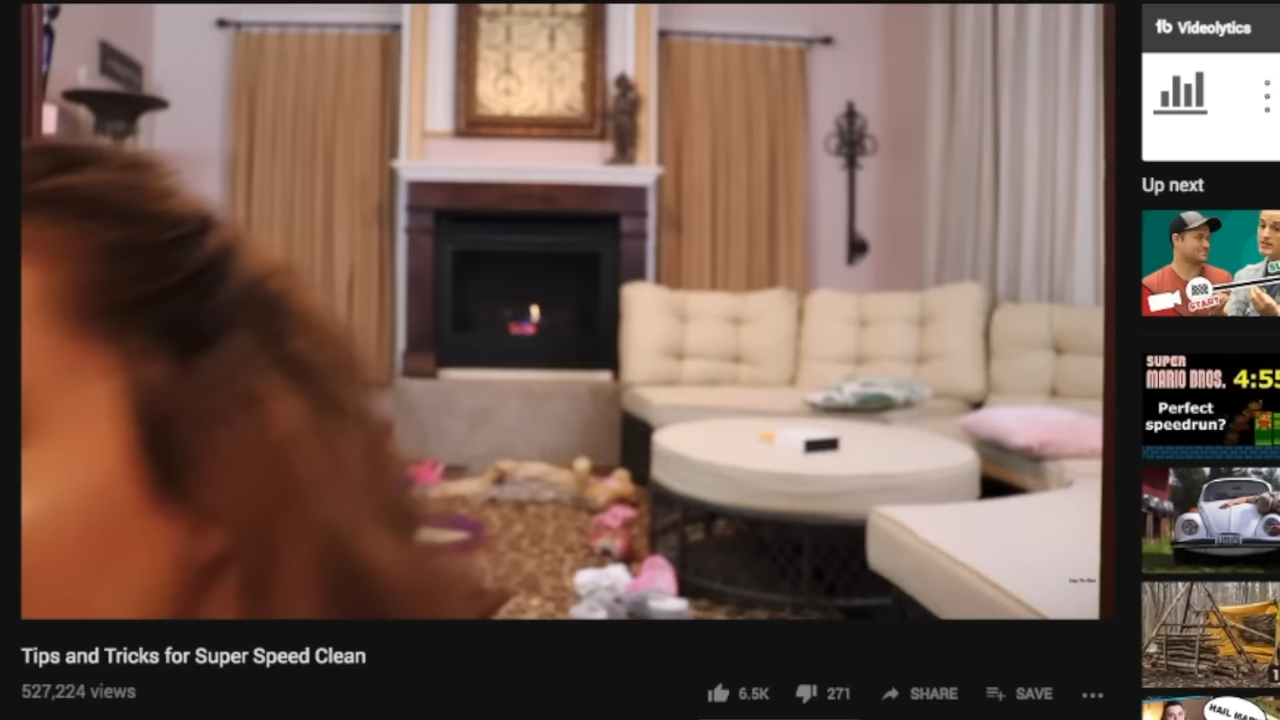 Videolytics
Up next
START
SUPER
MARIO BROS. 4:55
Perfect
speedrun?
HAIL MARY
Tips and Tricks for Super Speed Clean
527,224 views
6.5K
271
SHARE
SAVE